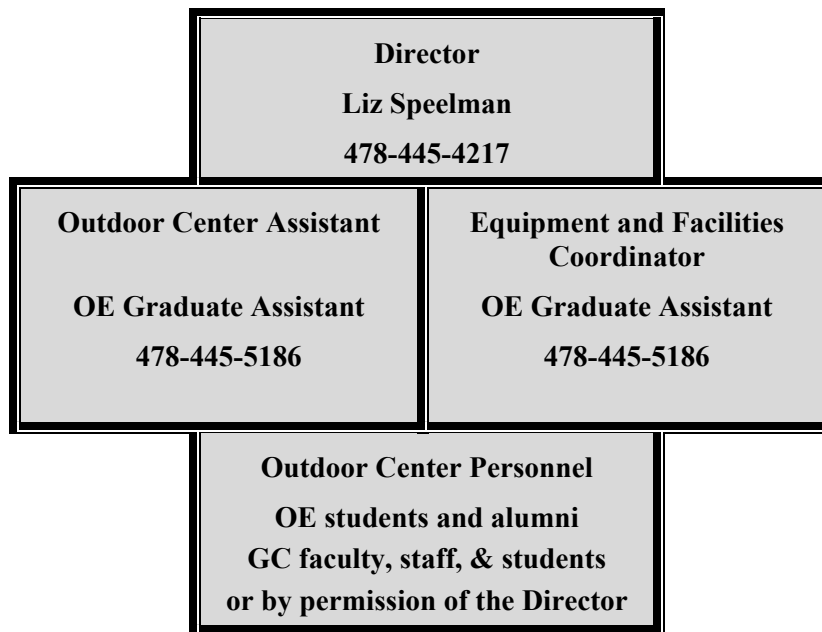 Director
Liz Speelman
478-445-4217
Outdoor Center Assistant
OE Graduate Assistant
478-445-5186
Equipment and Facilities
Coordinator
OE Graduate Assistant
478-445-5186
Outdoor Center Personnel
OE students and alumni
GC faculty, staff, & students
or by permission of the Director